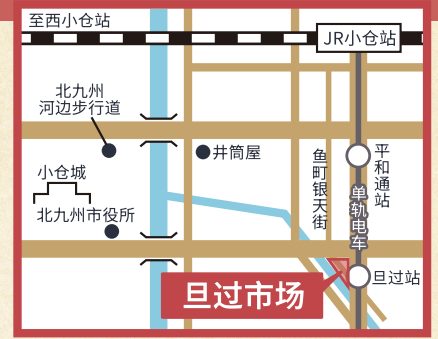 至西小仓站
JR小仓站
北九州
河边步行道
井筒屋
鱼町银天街
平和通站
小仓城
单轨电车
北九州市役所
旦过站
旦过市场